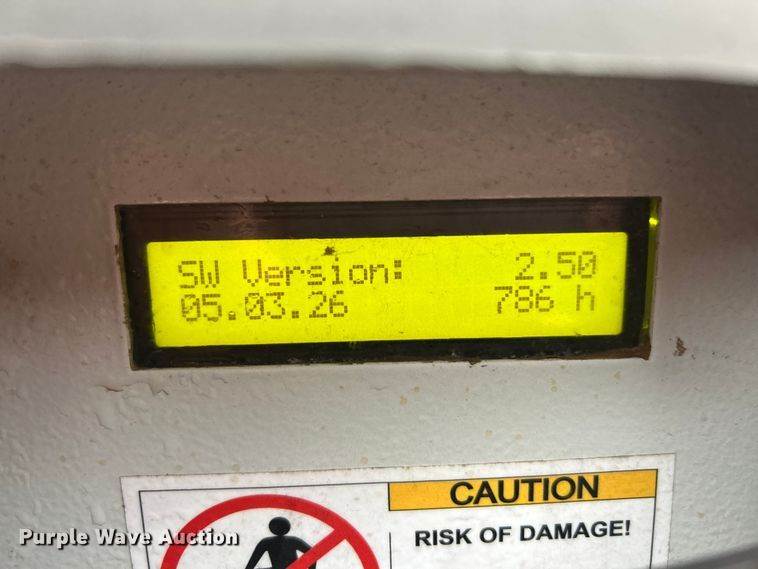 SW Version: 2.50
05.03.26 786 h
CAUTION
RISK OF DAMAGE!
Purple Wave Auction